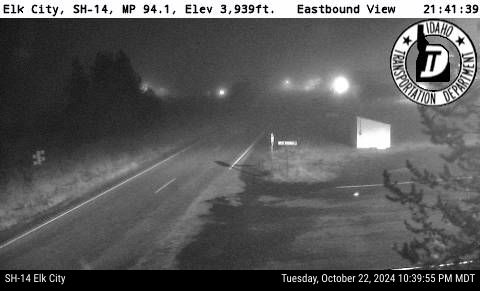 Elk City, SH-14, MP 94.1, Elev 3,939ft.   Eastbound View   21:41:39
IDAHO
TRANSPORTATION DEPARTMENT
SH-14 Elk City
Tuesday, October 22, 2024 10:39:55 PM MDT